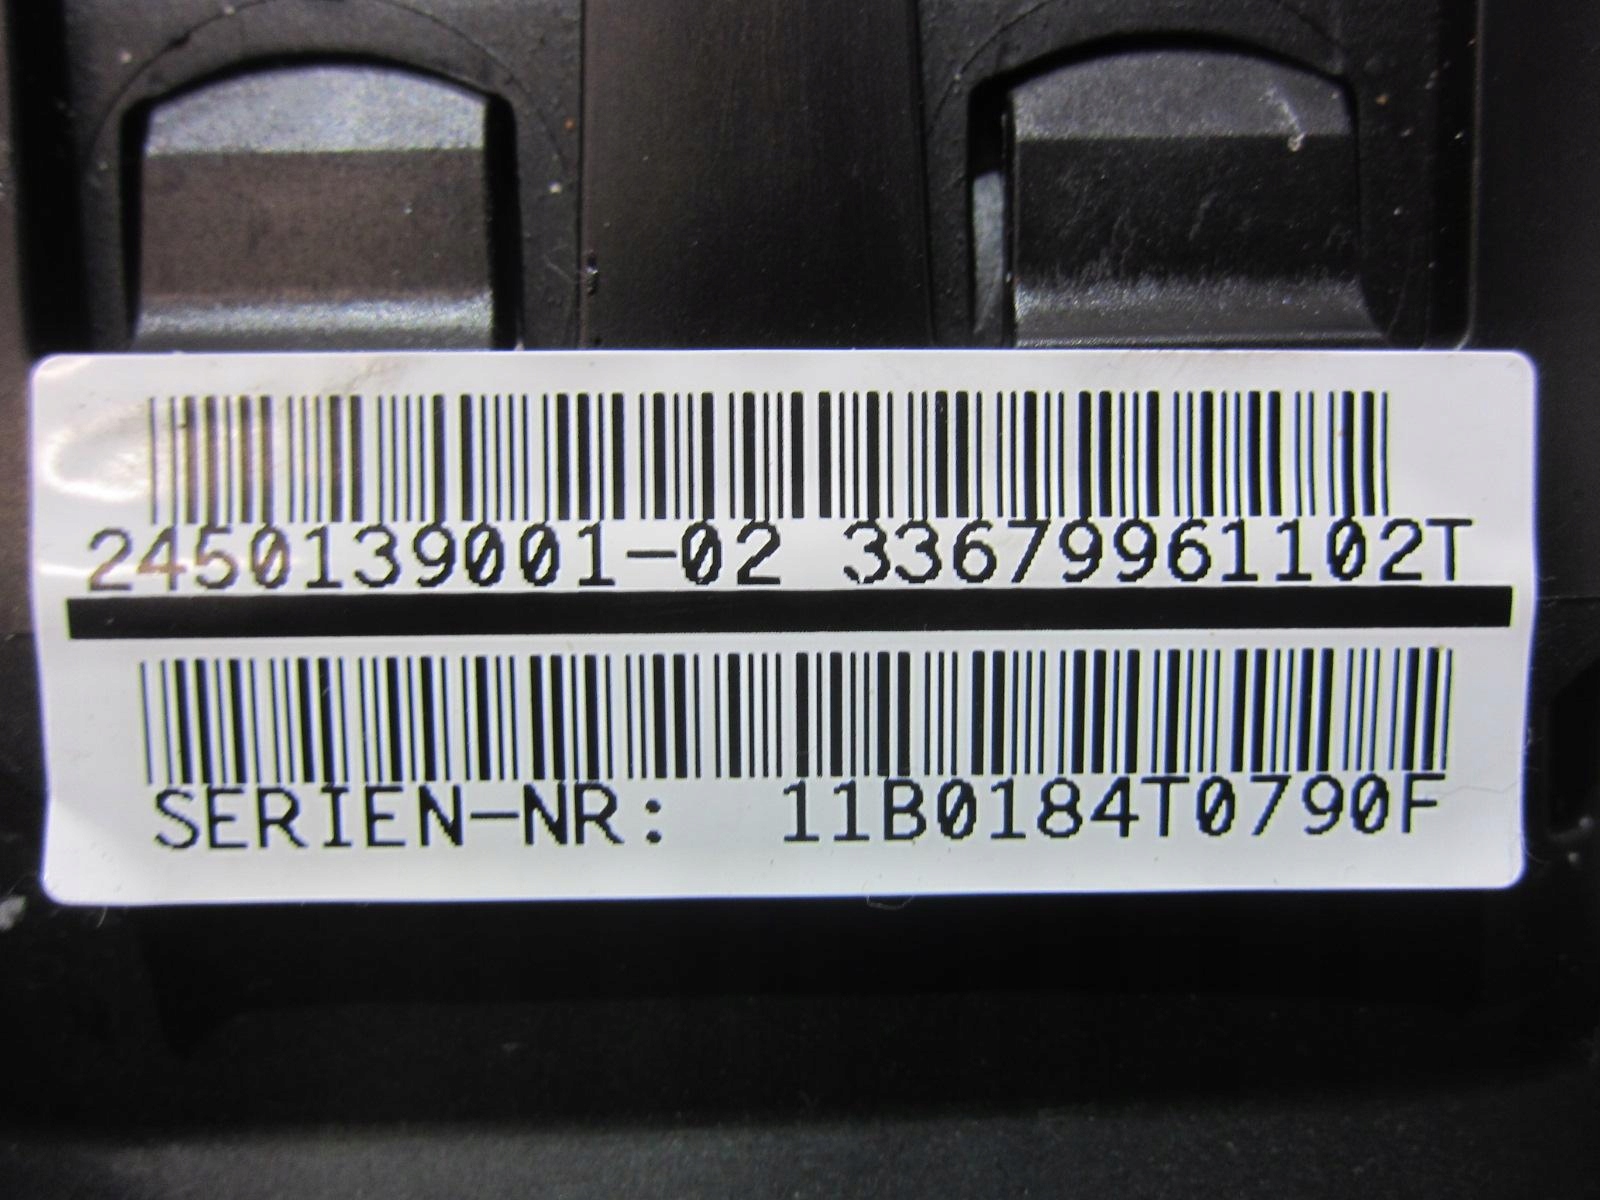 2450139001-02 33679961102T
SERIEN-NR: 11B0184T0790F